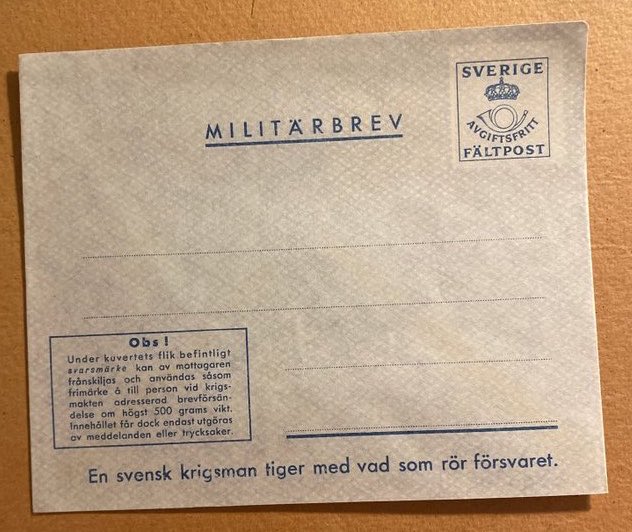 SVERIGE
AVGIFTSFRITT
FÄLTPOST
MILITÄRBREV
Obs!
Under kuvertets flik befintligt
svarsmärke kan av mottagaren
frånskiljas och användas såsom
frimärke å till person vid krigs-
makten adresserad brevförsän-
delse om högst 500 grams vikt.
Innehållet får dock endast utgöras
av meddelanden eller trycksaker.
En svensk krigsman tiger med vad som rör försvaret.